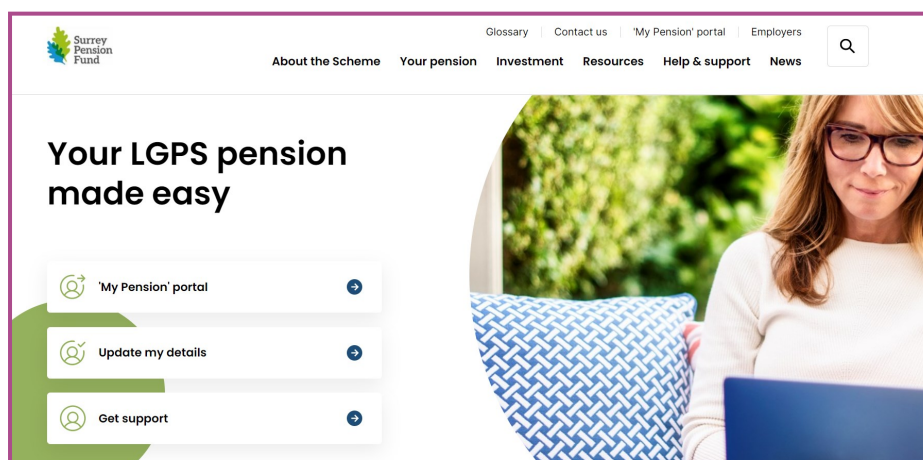 Surrey
Pension
Fund
Glossary Contact us 'My Pension' portal Employers
About the Scheme Your pension Investment Resources Help & support News
Your LGPS pension
made easy
'My Pension' portal
Update my details
Get support